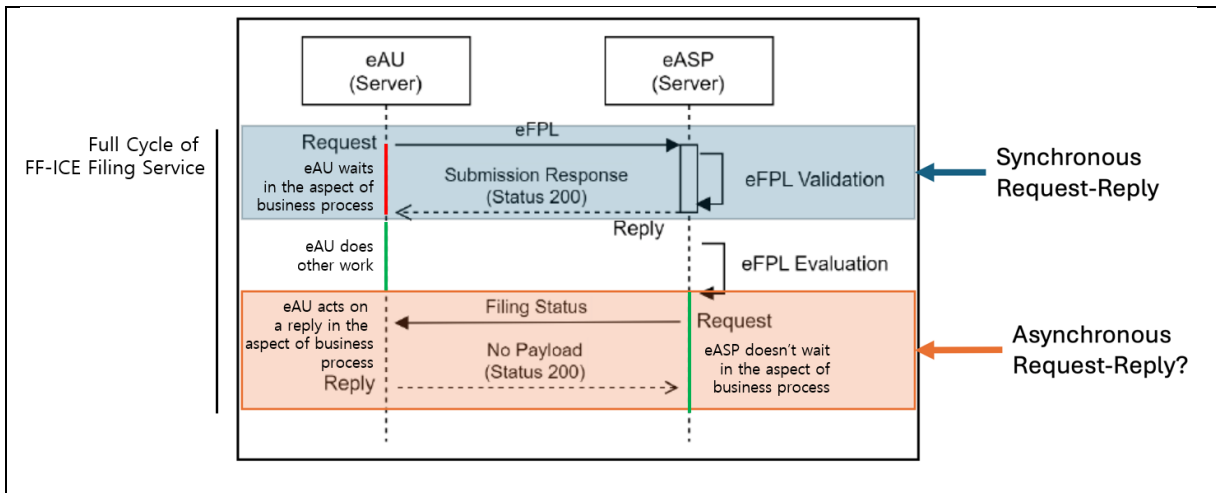 eAU
(Server)
eASP
(Server)
Full Cycle of
FF-ICE Filing Service
Request
eFPL
eAU waits
in the aspect of
business process
Submission Response
(Status 200)
eFPL Validation
Reply
Synchronous
Request-Reply
eAU does
other work
eFPL Evaluation
eAU acts on
a reply in the
aspect of business
process
Reply
Filing Status
Request
No Payload
(Status 200)
eASP doesn't wait
in the aspect of
business process
Asynchronous
Request-Reply?